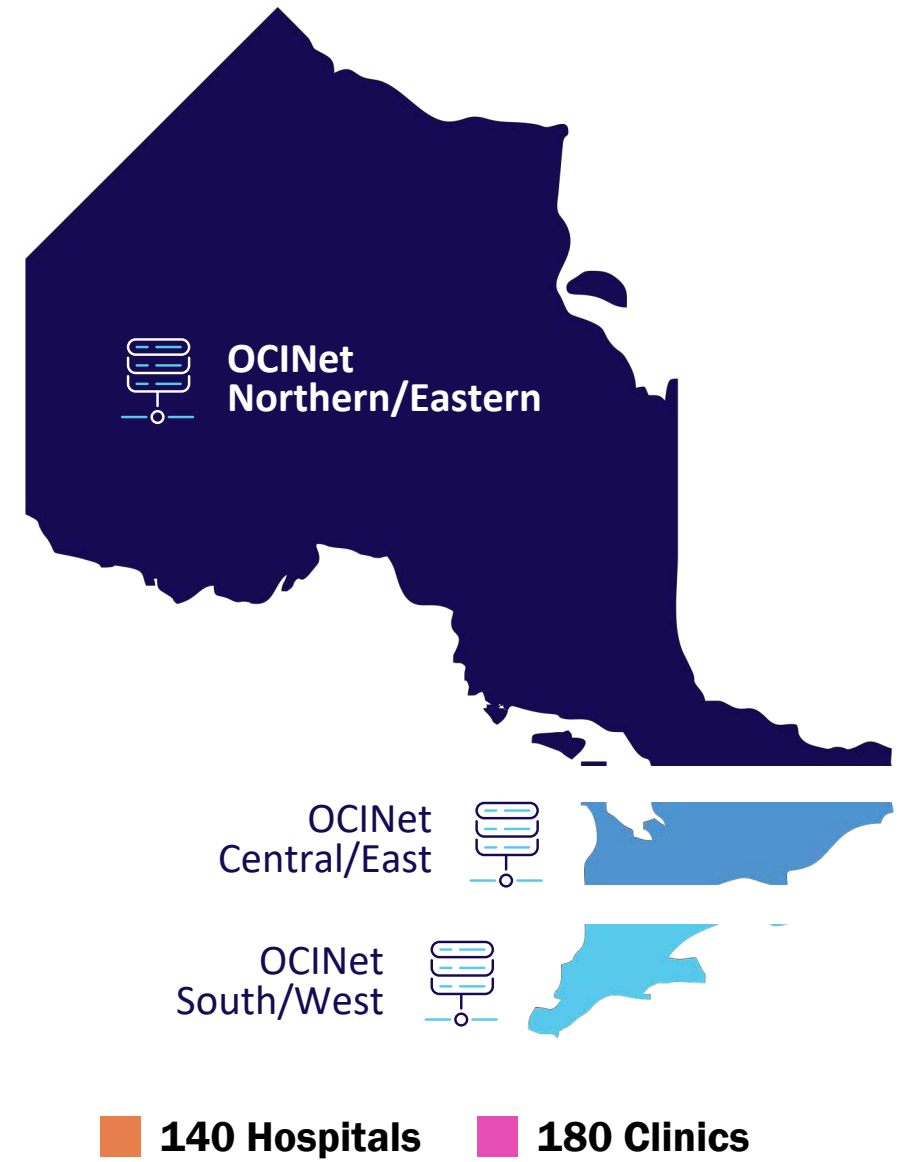 OCINet
Northern/Eastern
OCINet
Central/East
OCINet
South/West
140 Hospitals
180 Clinics